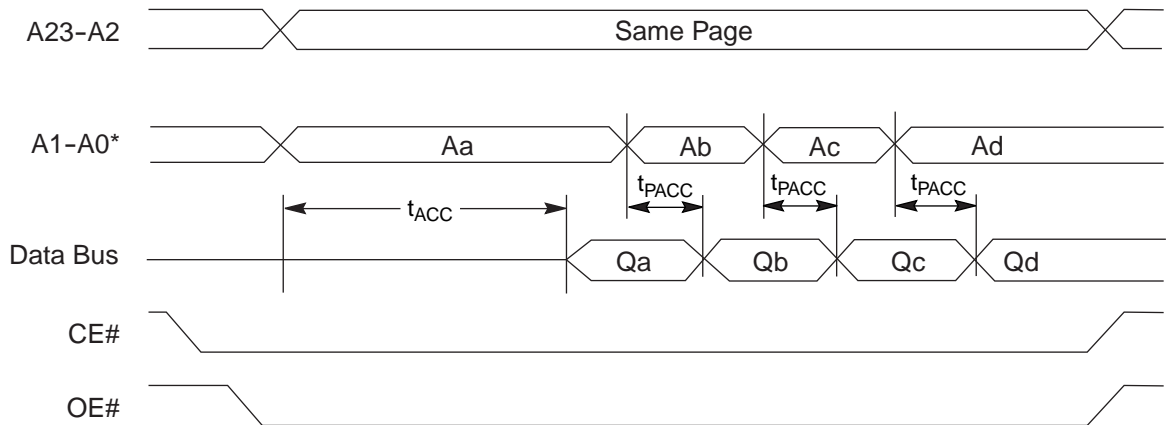 A23-A2
Same Page
A1-A0*
Aa
Ab
Ac
Ad
tACC
tPACC
tPACC
tPACC
Data Bus
Qa
Qb
Qc
Qd
CE#
OE#